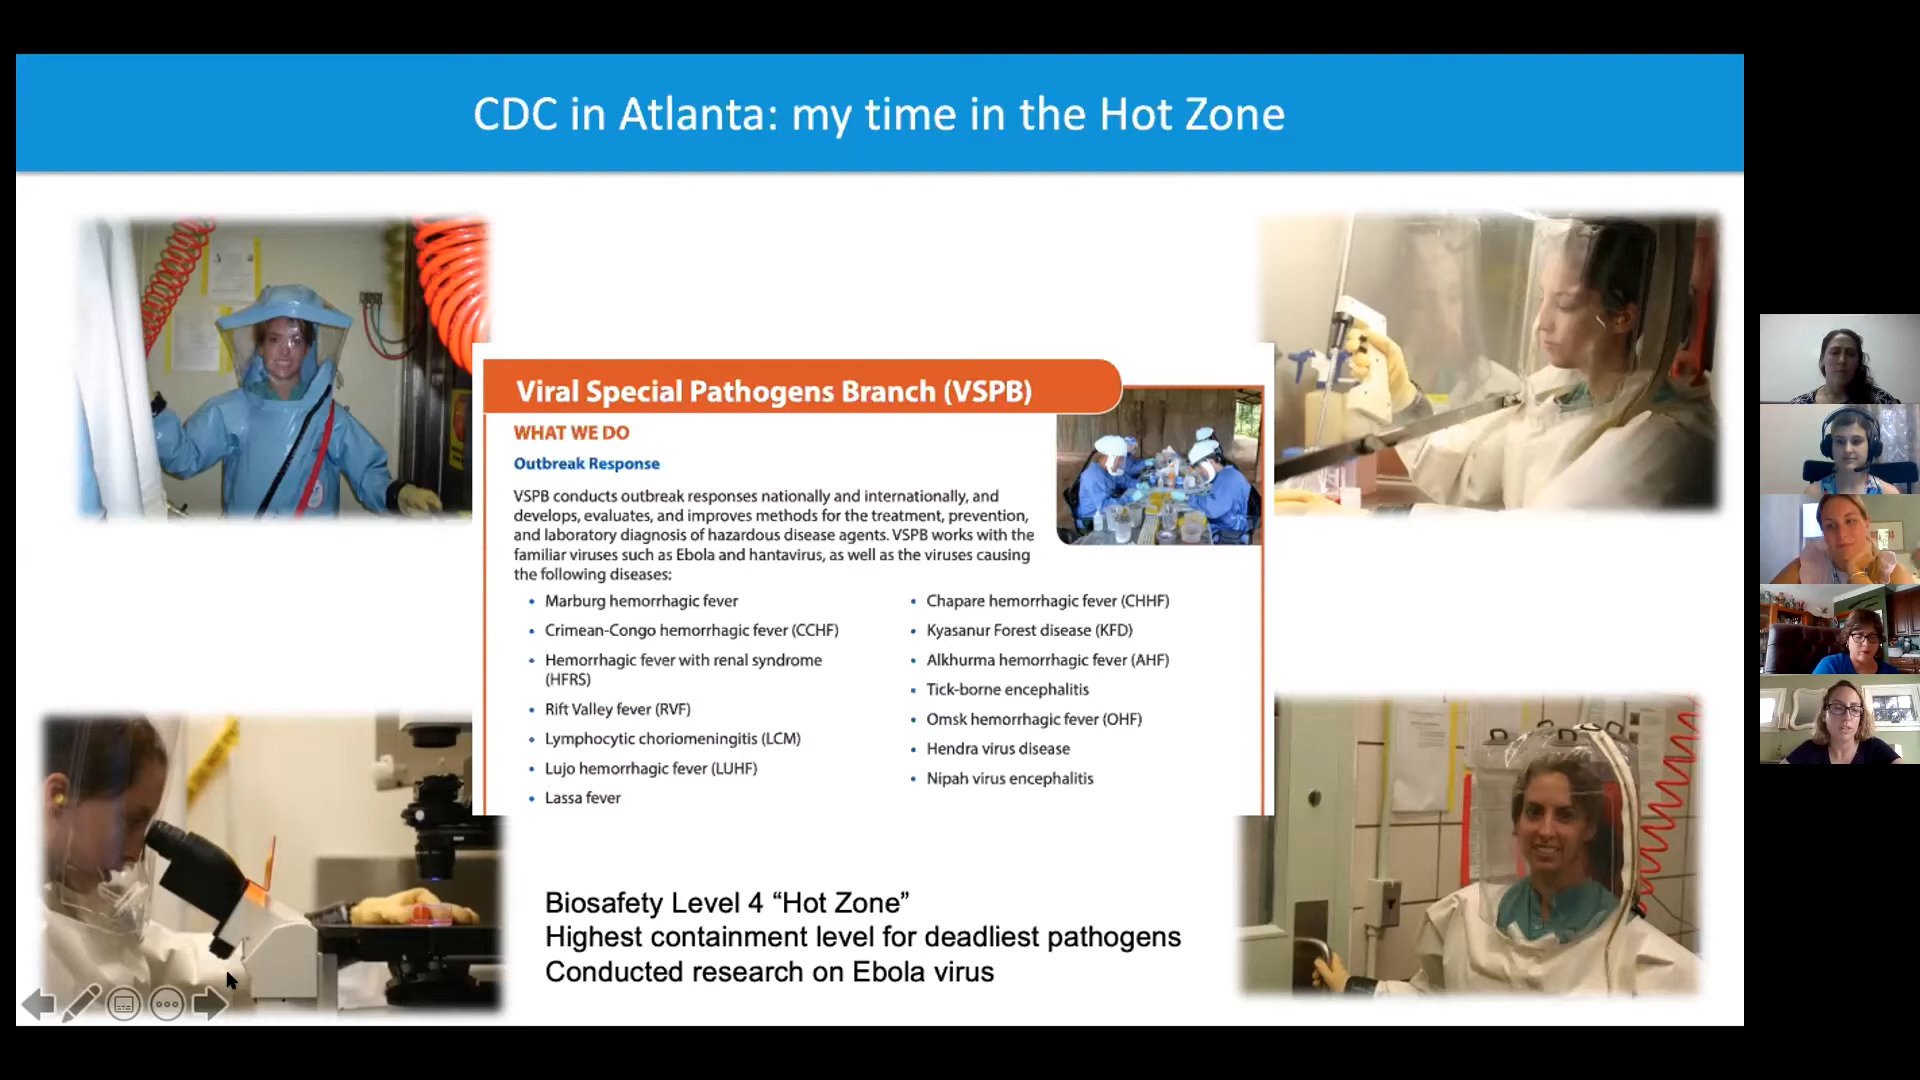 CDC in Atlanta: my time in the Hot Zone
Viral Special Pathogens Branch (VSPB)
WHAT WE DO
Outbreak Response
VSPB conducts outbreak responses nationally and internationally, and
develops, evaluates, and improves methods for the treatment, prevention,
and laboratory diagnosis of hazardous disease agents. VSPB works with the
familiar viruses such as Ebola and hantavirus, as well as the viruses causing
the following diseases:
• Marburg hemorrhagic fever
• Crimean-Congo hemorrhagic fever (CCHF)
• Hemorrhagic fever with renal syndrome
(HFRS)
• Rift Valley fever (RVF)
• Lymphocytic choriomeningitis (LCM)
• Lujo hemorrhagic fever (LUHF)
• Lassa fever
• Chapare hemorrhagic fever (CHHF)
• Kyasanur Forest disease (KFD)
• Alkhurma hemorrhagic fever (AHF)
• Tick-borne encephalitis
• Omsk hemorrhagic fever (OHF)
• Hendra virus disease
• Nipah virus encephalitis
Biosafety Level 4 “Hot Zone”
Highest containment level for deadliest pathogens
Conducted research on Ebola virus